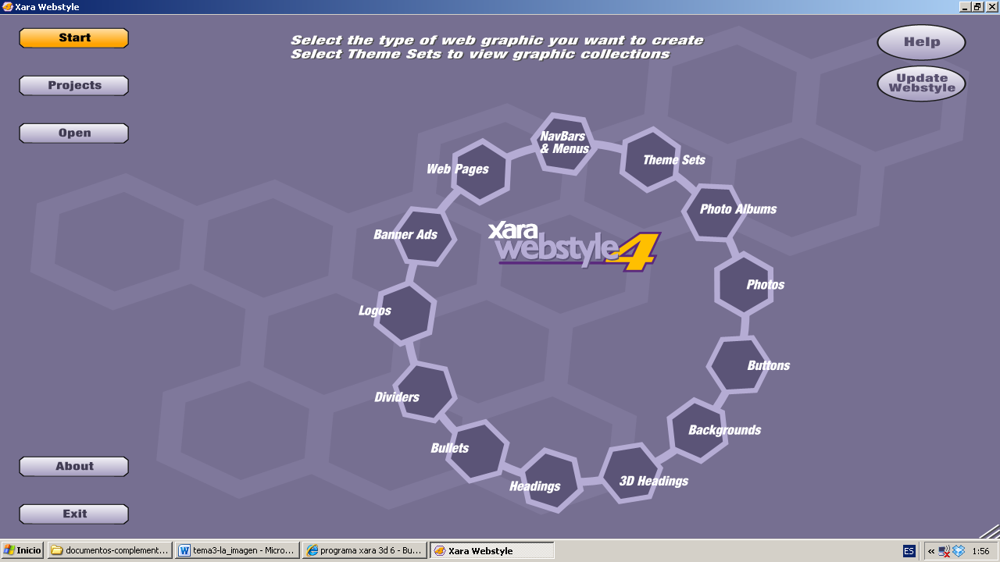 Xara Webstyle
Start
Select the type of web graphic you want to create
Select Theme Sets to view graphic collections
Help
Projects
Update
Webstyle
Open
NavBars
& Menus
Web Pages
Theme Sets
Photo Albums
Banner Ads
xara
webstyle4
Photos
Logos
Buttons
Dividers
Backgrounds
Bullets
About
3D Headings
Headings
Exit
Inicio
documentos-complement...
tema3-la_imagen - Micro...
programas para 3d 6 - De...
Xara Webstyle
ES
«
1:56